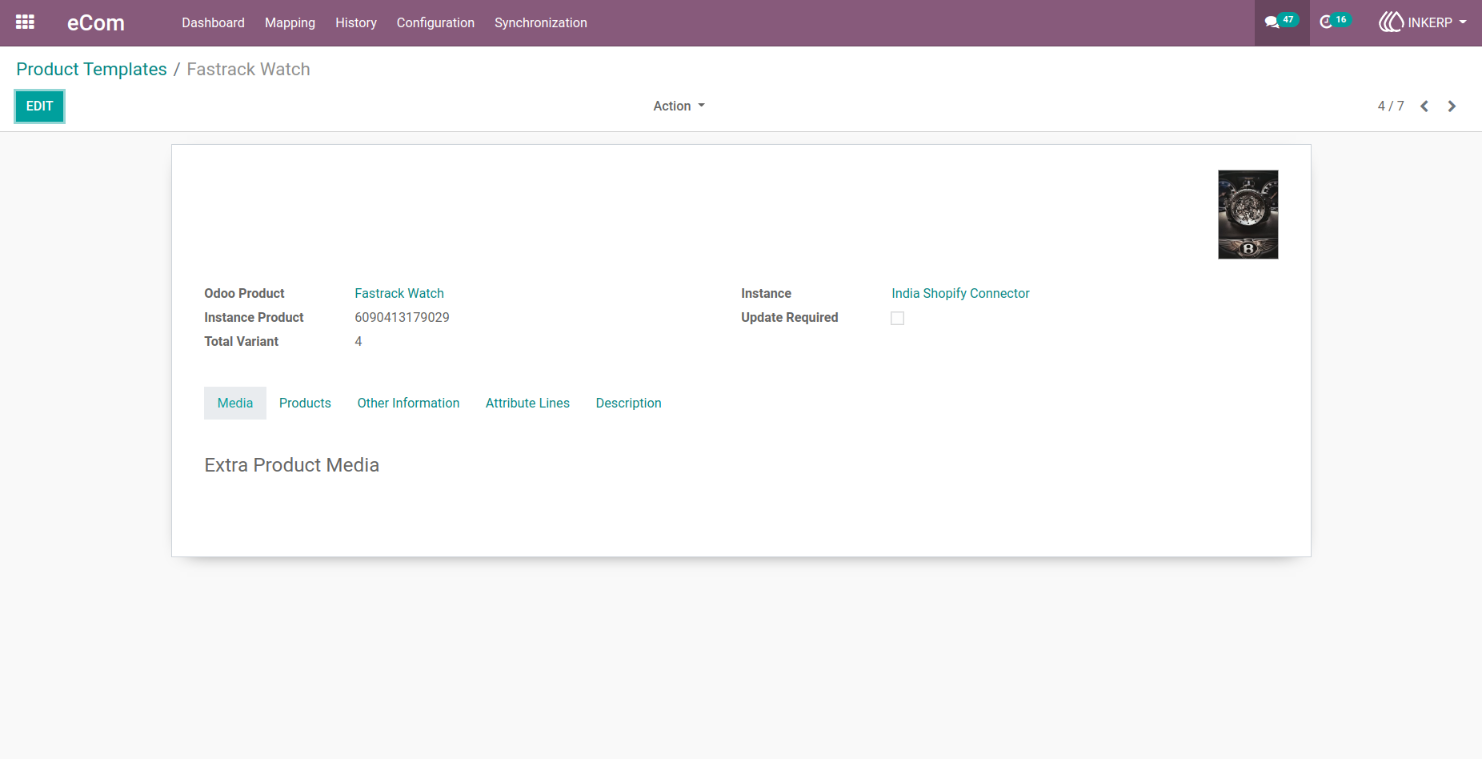 eCom Dashboard Mapping History Configuration Synchronization 47 16 INKERP
Product Templates / Fastrack Watch
EDIT Action 4 / 7
B
Odoo Product Fastrack Watch Instance India Shopify Connector
Instance Product 6090413179029 Update Required
Total Variant 4
Media Products Other Information Attribute Lines Description
Extra Product Media